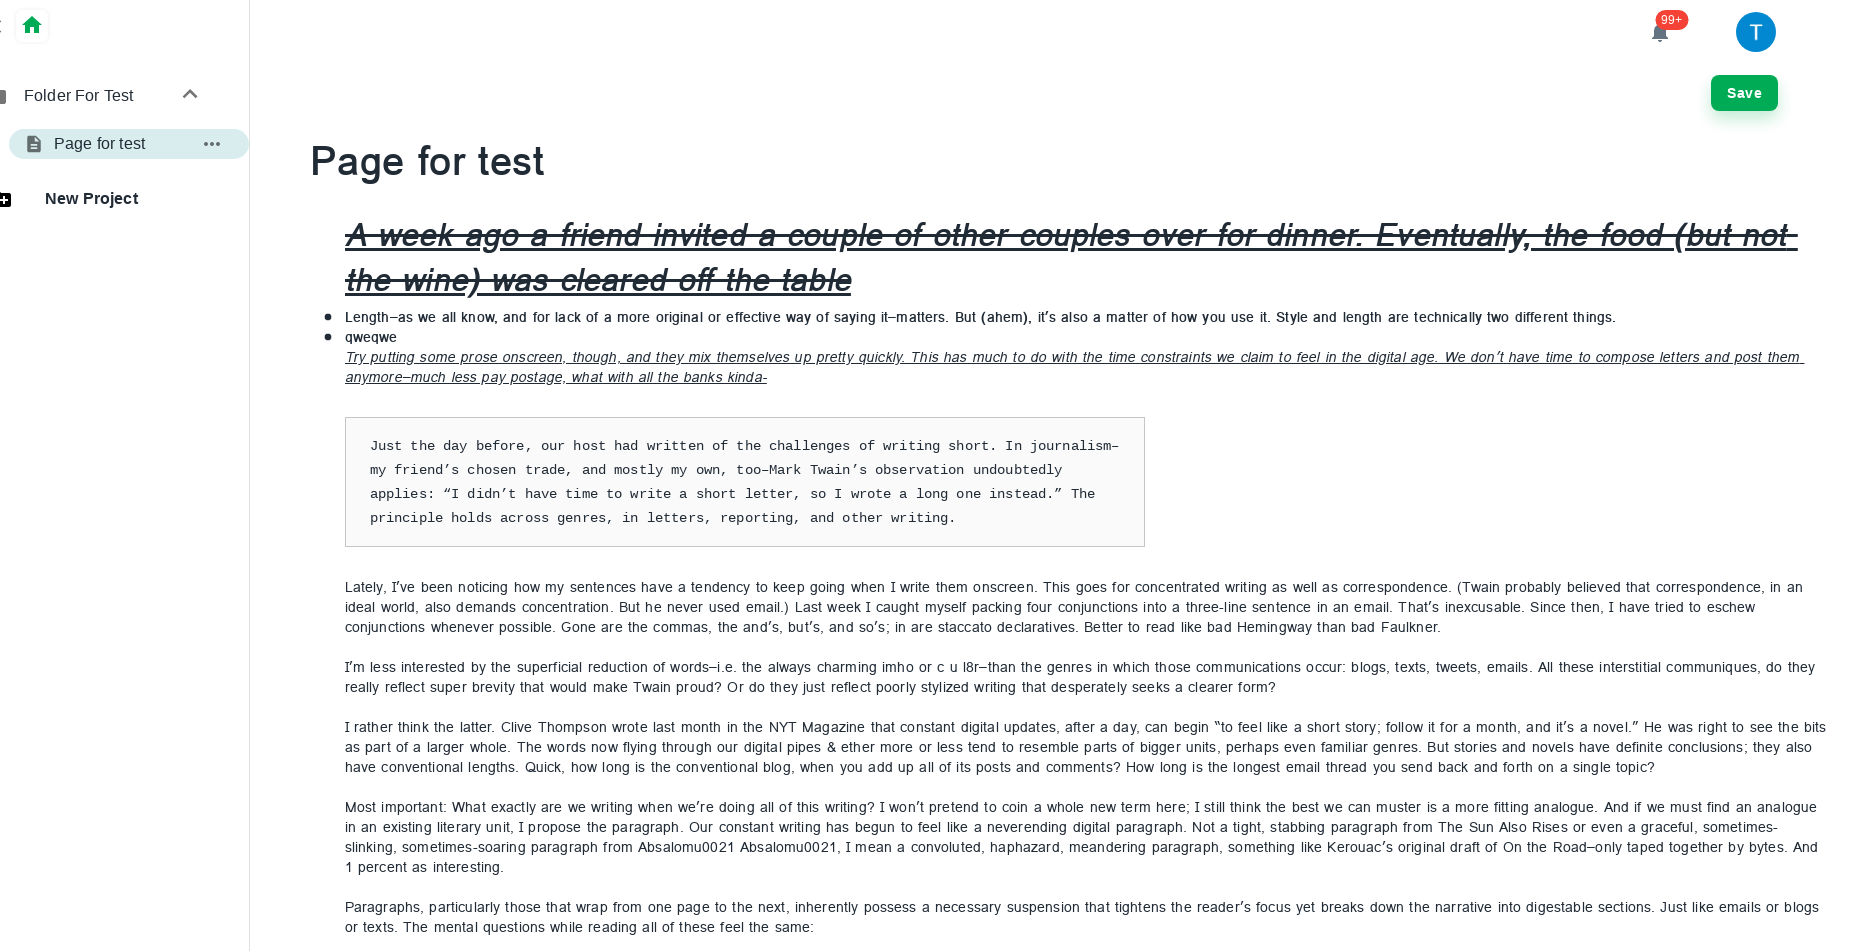 99+
T
Folder For Test
Save
Page for test
Page for test
New Project
A week ago a friend invited a couple of other couples over for dinner. Eventually, the food (but not
the wine) was cleared off the table
Length–as we all know, and for lack of a more original or effective way of saying it–matters. But (ahem), it’s also a matter of how you use it. Style and length are technically two different things.
qweqwe
Try putting some prose onscreen, though, and they mix themselves up pretty quickly. This has much to do with the time constraints we claim to feel in the digital age. We don’t have time to compose letters and post them
anymore–much less pay postage, what with all the banks kinda-
Just the day before, our host had written of the challenges of writing short. In journalism–
my friend’s chosen trade, and mostly my own, too–Mark Twain’s observation undoubtedly
applies: “I didn’t have time to write a short letter, so I wrote a long one instead.” The
principle holds across genres, in letters, reporting, and other writing.
Lately, I’ve been noticing how my sentences have a tendency to keep going when I write them onscreen. This goes for concentrated writing as well as correspondence. (Twain probably believed that correspondence, in an
ideal world, also demands concentration. But he never used email.) Last week I caught myself packing four conjunctions into a three-line sentence in an email. That’s inexcusable. Since then, I have tried to eschew
conjunctions whenever possible. Gone are the commas, the and’s, but’s, and so’s; in are staccato declaratives. Better to read like bad Hemingway than bad Faulkner.
I’m less interested by the superficial reduction of words–i.e. the always charming imho or c u l8r–than the genres in which those communications occur: blogs, texts, tweets, emails. All these interstitial communiques, do they
really reflect super brevity that would make Twain proud? Or do they just reflect poorly stylized writing that desperately seeks a clearer form?
I rather think the latter. Clive Thompson wrote last month in the NYT Magazine that constant digital updates, after a day, can begin “to feel like a short story; follow it for a month, and it’s a novel.” He was right to see the bits
as part of a larger whole. The words now flying through our digital pipes & ether more or less tend to resemble parts of bigger units, perhaps even familiar genres. But stories and novels have definite conclusions; they also
have conventional lengths. Quick, how long is the conventional blog, when you add up all of its posts and comments? How long is the longest email thread you send back and forth on a single topic?
Most important: What exactly are we writing when we’re doing all of this writing? I won’t pretend to coin a whole new term here; I still think the best we can muster is a more fitting analogue. And if we must find an analogue
in an existing literary unit, I propose the paragraph. Our constant writing has begun to feel like a neverending digital paragraph. Not a tight, stabbing paragraph from The Sun Also Rises or even a graceful, sometimes-
slinking, sometimes-soaring paragraph from Absalomu0021 Absalomu0021, I mean a convoluted, haphazard, meandering paragraph, something like Kerouac’s original draft of On the Road–only taped together by bytes. And
1 percent as interesting.
Paragraphs, particularly those that wrap from one page to the next, inherently possess a necessary suspension that tightens the reader’s focus yet breaks down the narrative into digestable sections. Just like emails or blogs
or texts. The mental questions while reading all of these feel the same: